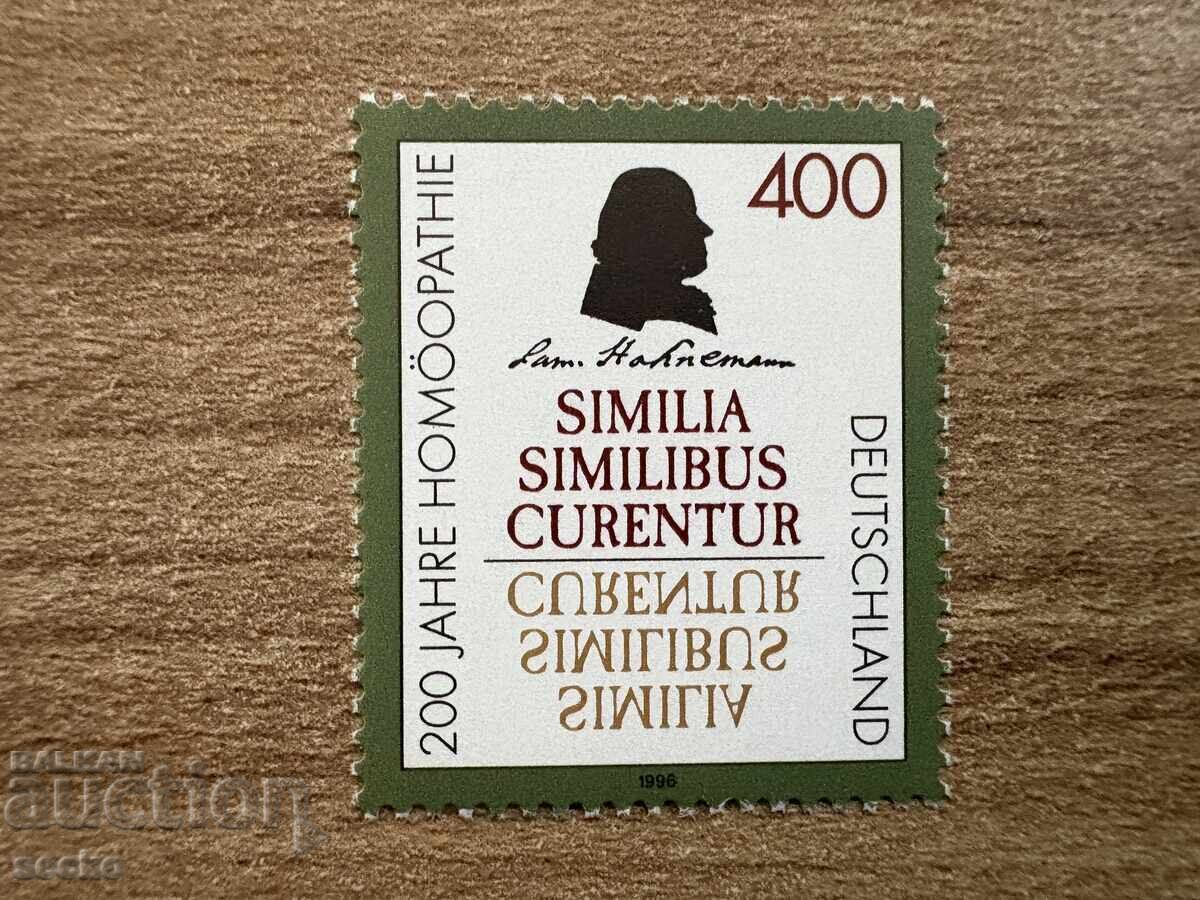 200 JAHRE HOMÖOPATHIE
400
Sam. Hahnemann
SIMILIA
SIMILIBUS
CURENTUR
CURENTUR
SIMILIBUS
SIMILIA
DEUTSCHLAND
1996
BALKAN
auction
secko